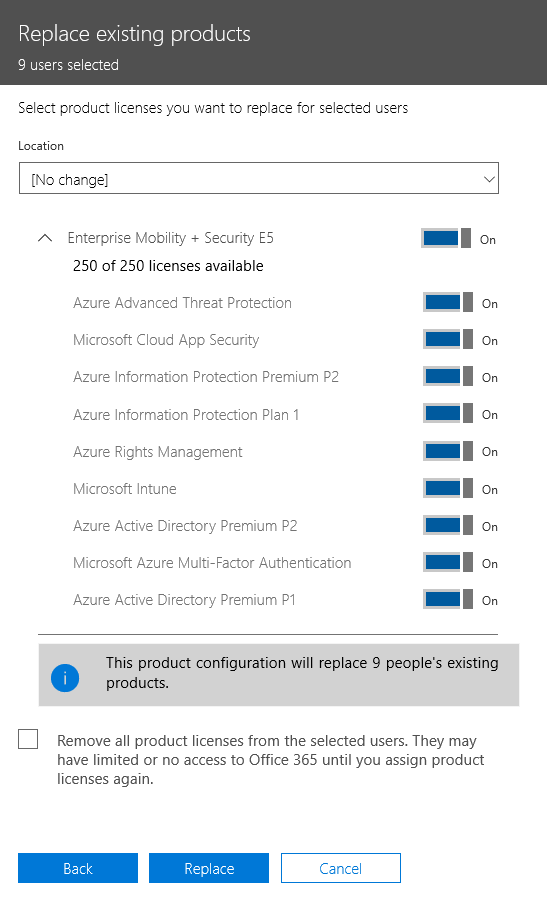 Replace existing products
9 users selected
Select product licenses you want to replace for selected users
Location
[No change]
Enterprise Mobility + Security E5 On
250 of 250 licenses available
Azure Advanced Threat Protection On
Microsoft Cloud App Security On
Azure Information Protection Premium P2 On
Azure Information Protection Plan 1 On
Azure Rights Management On
Microsoft Intune On
Azure Active Directory Premium P2 On
Microsoft Azure Multi-Factor Authentication On
Azure Active Directory Premium P1 On
This product configuration will replace 9 people's existing
products.
Remove all product licenses from the selected users. They may
have limited or no access to Office 365 until you assign product
licenses again.
Back Replace Cancel